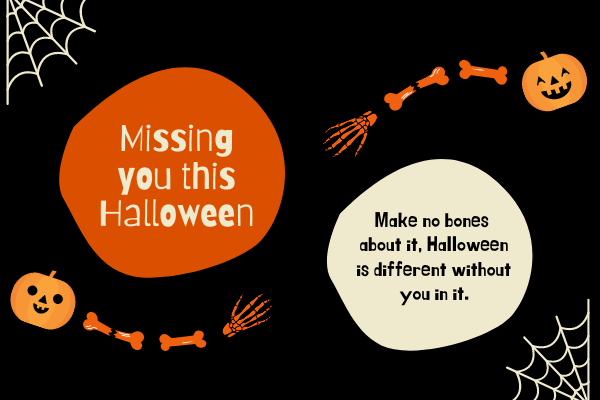 Missing
you this
Halloween
Make no bones
about it, Halloween
is different without
you in it.